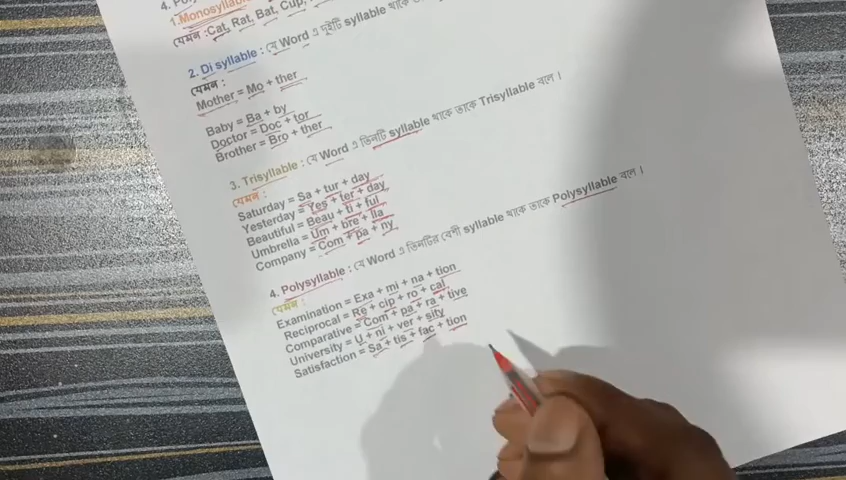 4. Pol
1.Monosyllable
যেমন :Cat, Rat, Bat, Cup,
2. Di syllable : যে Word এ দুইটি syllable থাকে
যেমন :
Mother = Mo + ther
Baby = Ba + by
Doctor = Doc + tor
Brother = Bro + ther
3. Trisyllable : যে Word এ তিনটি syllable থাকে তাকে Trisyllable বলে ।
যেমন :
Saturday = Sa + tur + day
Yesterday = Yes + ter + day
Beautiful = Beau + ti + ful
Umbrella = Um + bre + lla
Company = Com + pa + ny
4. Polysyllable : যে Word এ তিনটির বেশী syllable থাকে তাকে Polysyllable বলে ।
যেমন :
Examination = Exa + mi + na + tion
Reciprocal = Re + cip + ro + cal
Comparative = Com + pa + ra + tive
University = U + ni + ver + sity
Satisfaction = Sa + tis + fac + tion